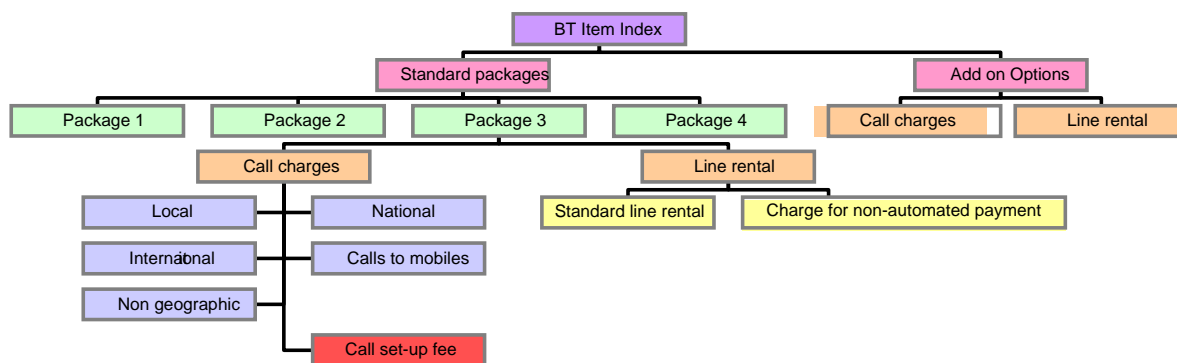 BT Item Index
Standard packages
Add on Options
Package 1
Package 2
Package 3
Package 4
Call charges
Line rental
Call charges
Line rental
Local
National
Standard line rental
Charge for non-automated payment
International
Calls to mobiles
Non geographic
Call set-up fee